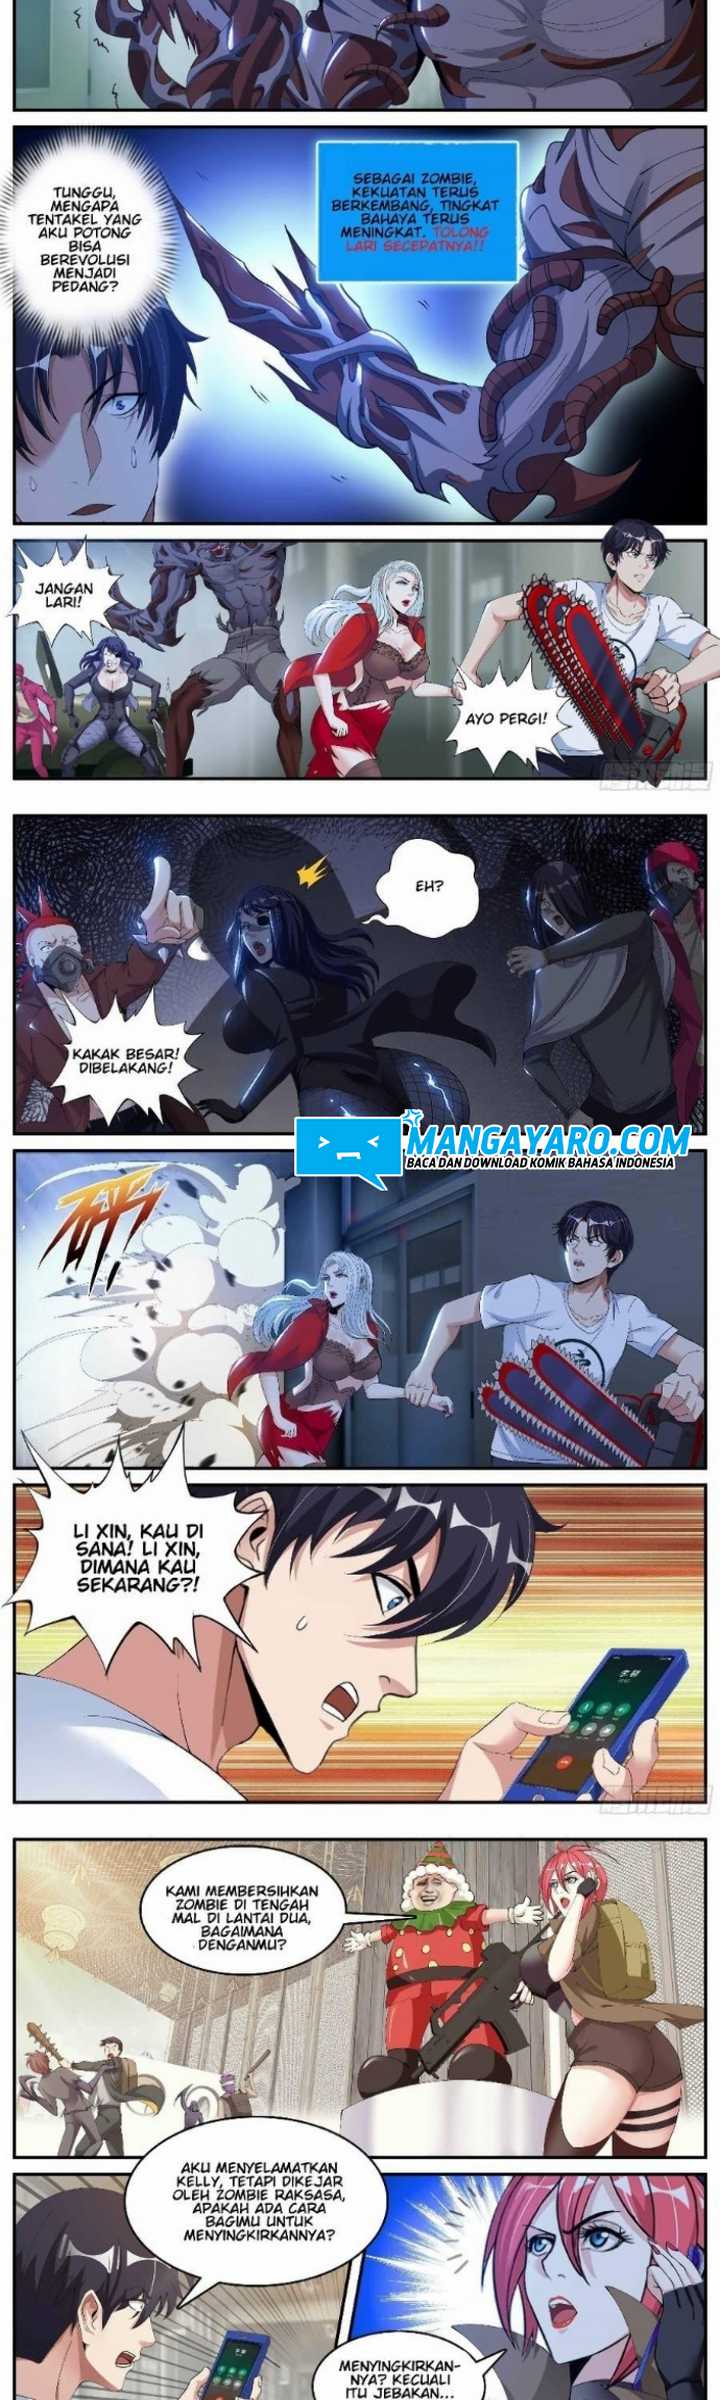 TUNGGU,
MENGAPA
TENTAKEL YANG
AKU POTONG
BISA
BEREVOLUSI
MENJADI
PEDANG?
SEBAGAI ZOMBIE,
KEKUATAN TERUS
BERKEMBANG, TINGKAT
BAHAYA TERUS
MENINGKAT. TOLONG
LARI SECEPATNYA!!
JANGAN
LARI!
AYO PERGI!
EH?
KAKAK BESAR!
DIBELAKANG!
MANGAYARO.COM
BACA DAN DOWNLOAD KOMIK BAHASA INDONESIA
LI XIN, KAU DI
SANA! LI XIN,
DIMANA KAU
SEKARANG?!
KAMI MEMBERSIHKAN
ZOMBIE DI TENGAH
MAL DI LANTAI DUA,
BAGAIMANA
DENGANMU?
AKU MENYELAMATKAN
KELLY, TETAPI DIKEJAR
OLEH ZOMBIE RAKSASA,
APAKAH ADA CARA
BAGIMU UNTUK
MENYINGKIRKANNYA?
MENYINGKIRKAN-
NYA? KECUALI
ITU JEBAKAN...